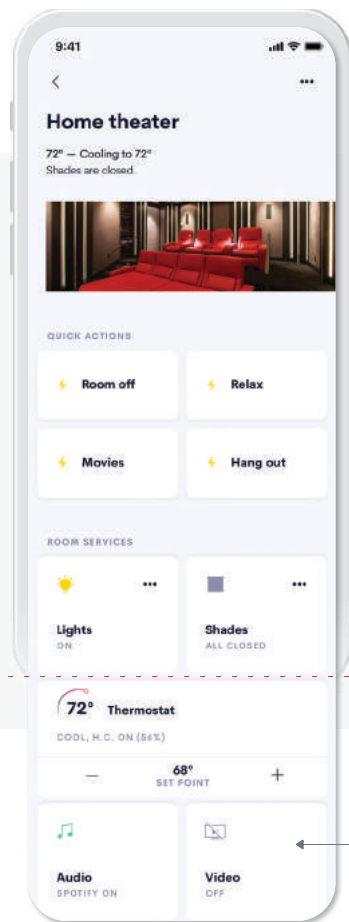 9:41
Home theater
72° — Cooling to 72°
Shades are closed.
QUICK ACTIONS
Room off
Relax
Movies
Hang out
ROOM SERVICES
Lights
ON
Shades
ALL CLOSED
72° Thermostat
COOL, H.C. ON (56%)
— 68° +
SET POINT
Audio
SPOTIFY ON
Video
OFF